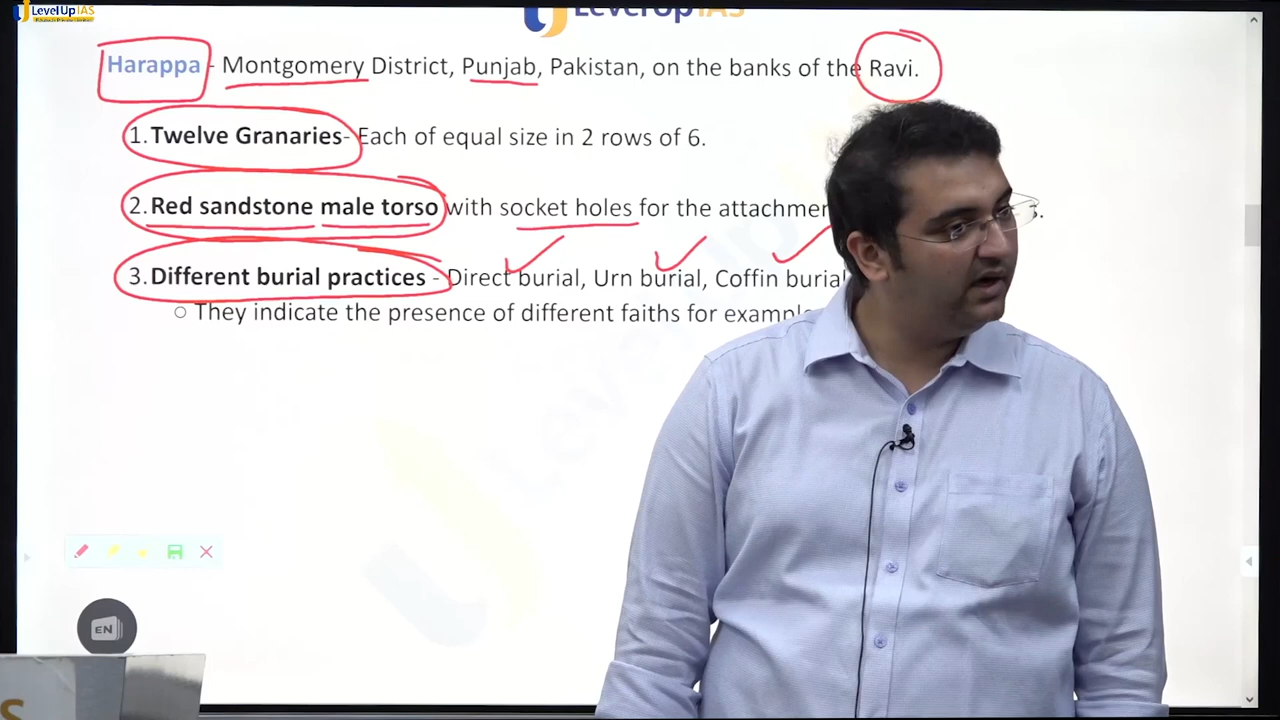 LevelUp IAS
LevelUp IAS
Harappa - Montgomery District, Punjab, Pakistan, on the banks of the Ravi.
1. Twelve Granaries- Each of equal size in 2 rows of 6.
2. Red sandstone male torso with socket holes for the
3. Different burial practices - Direct burial, Urn burial, Coffin burial
○ They indicate the presence of different faiths for
EN